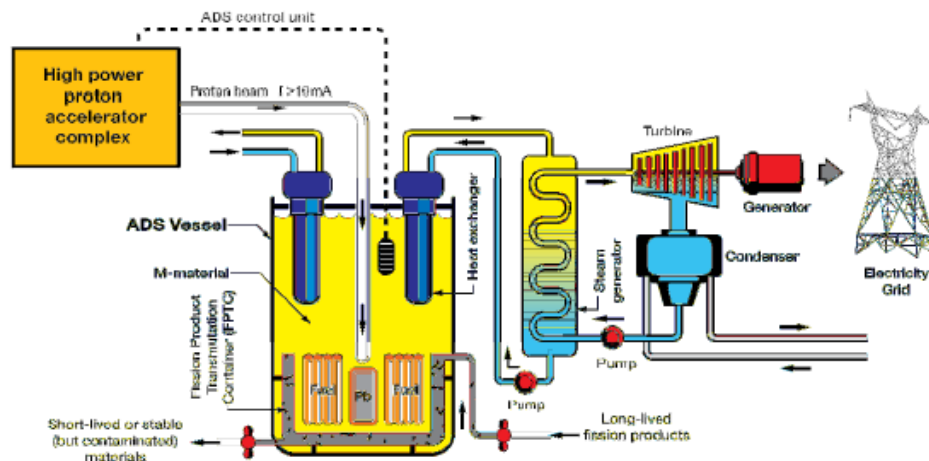 ADS control unit
High power
proton
accelerator
complex
Proton beam I >10mA
Turbine
Generator
Electricity
Grid
Condenser
Heat exchanger
Steam
generator
ADS Vessel
M-material
Fission Product
Transmutation
Container (FPTC)
Fuel
Pb
Fuel
Pump
Pump
Short-lived or stable
(but contaminated)
materials
Long-lived
fission products